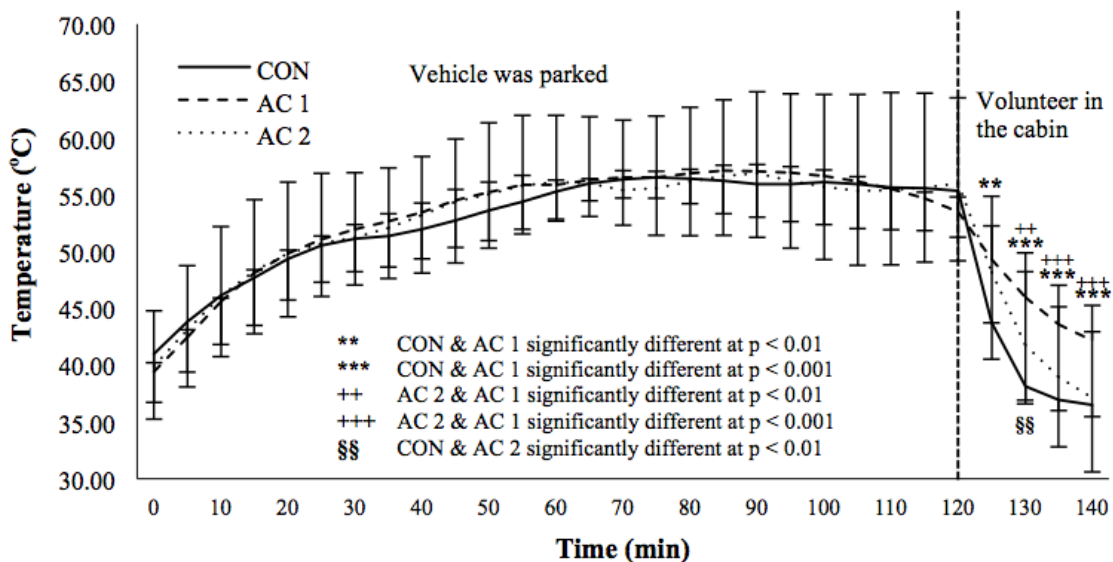 70.00
65.00
60.00
55.00
50.00
45.00
40.00
35.00
30.00
Temperature (°C)
CON
AC 1
AC 2
Vehicle was parked
Volunteer in
the cabin
**
++
***
+++
***
+++
***
§§
** CON & AC 1 significantly different at p < 0.01
*** CON & AC 1 significantly different at p < 0.001
++ AC 2 & AC 1 significantly different at p < 0.01
+++ AC 2 & AC 1 significantly different at p < 0.001
§§ CON & AC 2 significantly different at p < 0.01
0 10 20 30 40 50 60 70 80 90 100 110 120 130 140
Time (min)